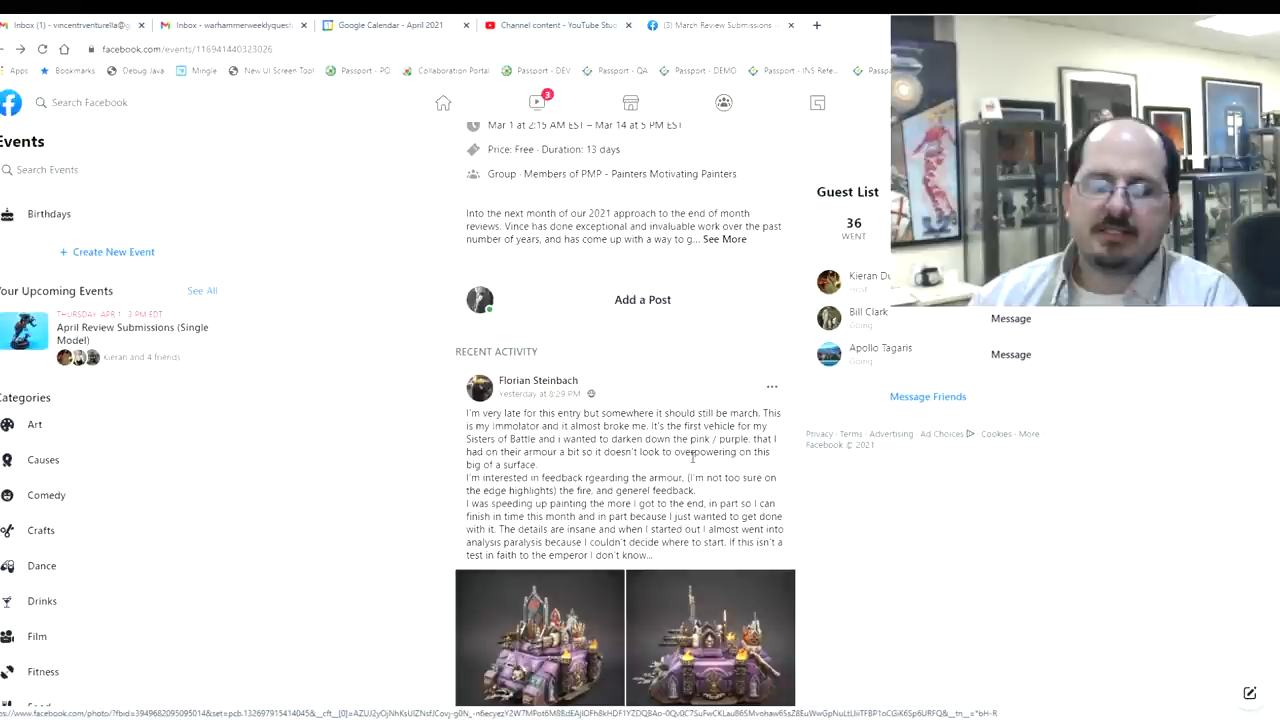 Inbox (1) - vincentrventurella@g
Inbox - warhammerweeklyquest
Google Calendar - April 2021
Channel content - YouTube Stu
(3) March Review Submissions
facebook.com/events/116941440323026
Apps
Bookmarks
Debug Java
Mingle
New UI Screen Tool
Passport - PO
Collaboration Portal
Passport - DEV
Passport - QA
Passport - DEMO
Passport - INS Refe...
Search Facebook
3
Events
Search Events
Birthdays
+ Create New Event
Your Upcoming Events
See All
THURSDAY, APR 1, 3 PM EDT
April Review Submissions (Single
Model)
Kieran and 4 friends
Categories
Art
Causes
Comedy
Crafts
Dance
Drinks
Film
Fitness
Mar 1 at 2:15 AM EST – Mar 14 at 5 PM EST
Price: Free · Duration: 13 days
Group · Members of PMP - Painters Motivating Painters
Into the next month of our 2021 approach to the end of month
reviews. Vince has done exceptional and invaluable work over the past
number of years, and has come up with a way to g... See More
Add a Post
RECENT ACTIVITY
Florian Steinbach
Yesterday at 8:29 PM
I'm very late for this entry but somewhere it should still be march. This
is my immolator and it almost broke me. It's the first vehicle for my
Sisters of Battle and i wanted to darken down the pink / purple, that I
had on their armour a bit so it doesn't look to overpowering on this
big of a surface.
I'm interested in feedback rgearding the armour, (I'm not too sure on
the edge highlights) the fire, and generel feedback.
I was speeding up painting the more I got to the end, in part so I can
finish in time this month and in part because I just wanted to get done
with it. The details are insane and when I started out I almost went into
analysis paralysis because I couldn't decide where to start. If this isn't a
test in faith to the emperor I don't know...
Guest List
36
WENT
Kieran Du
Host
Bill Clark
Going
Message
Apollo Tagaris
Going
Message
Message Friends
Privacy · Terms · Advertising · Ad Choices · Cookies · More
Facebook © 2021